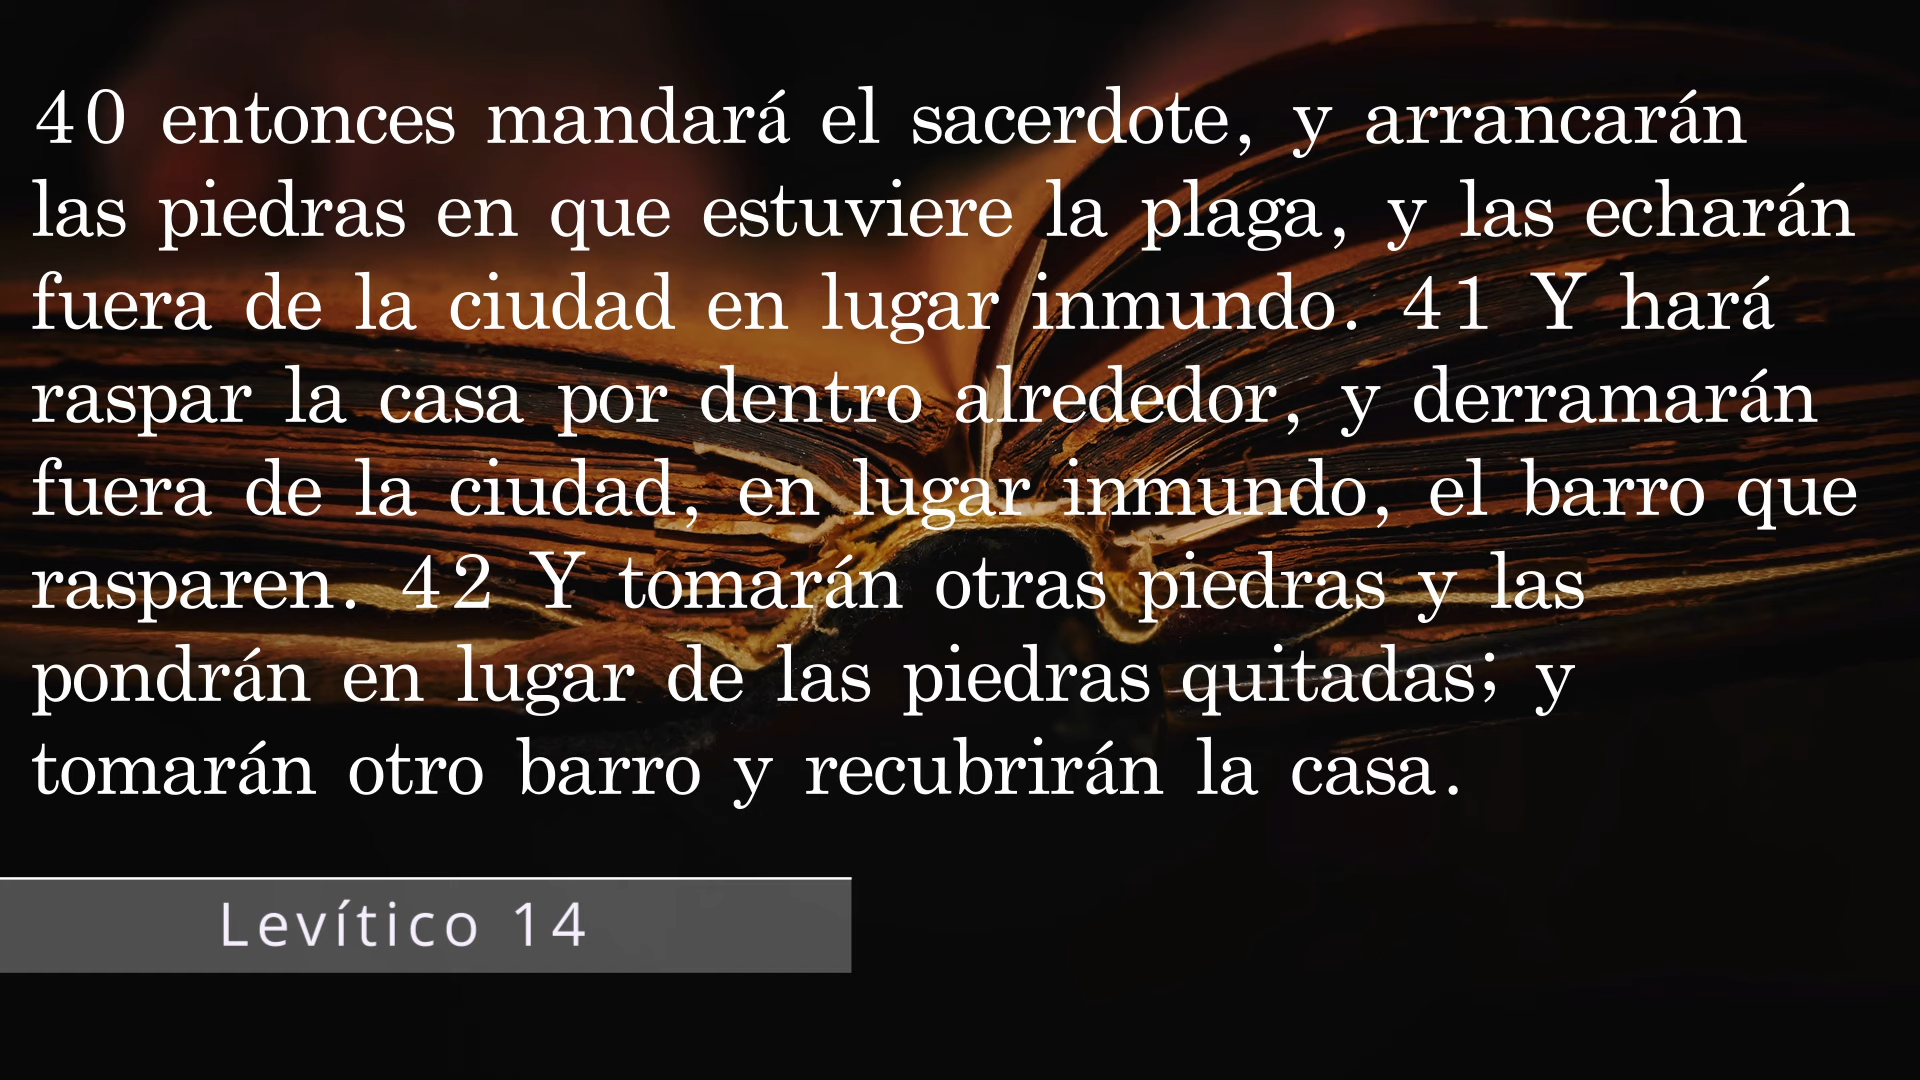 40 entonces mandará el sacerdote, y arrancarán
las piedras en que estuviere la plaga, y las echarán
fuera de la ciudad en lugar inmundo. 41 Y hará
raspar la casa por dentro alrededor, y derramarán
fuera de la ciudad, en lugar inmundo, el barro que
rasparen. 42 Y tomarán otras piedras y las
pondrán en lugar de las piedras quitadas; y
tomarán otro barro y recubrirán la casa.
Levítico 14